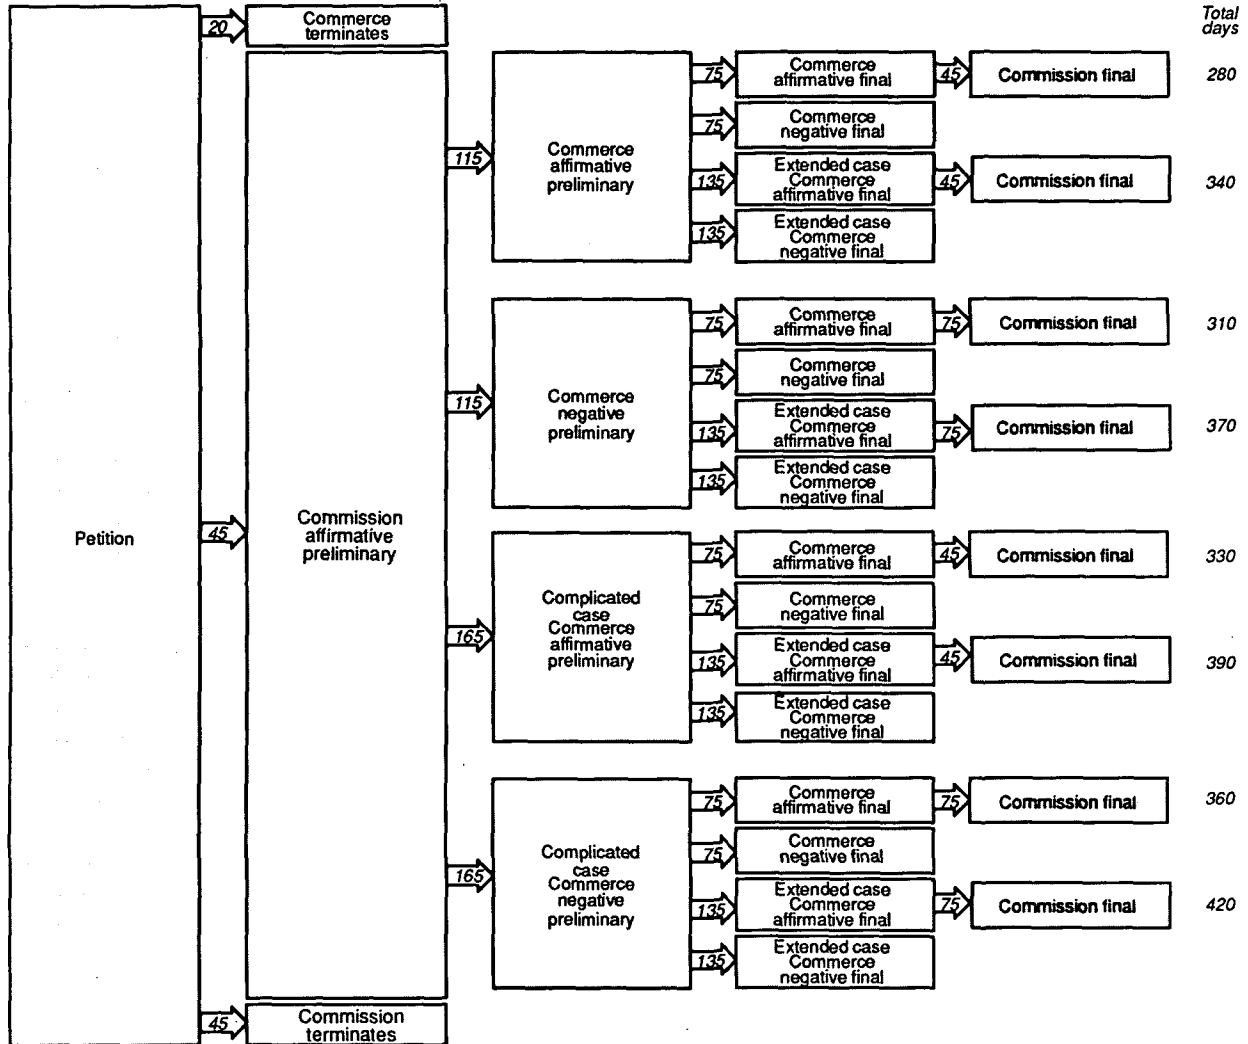 Total
days
20
Commerce
terminates
75
Commerce
affirmative final
45
Commission final
280
75
Commerce
negative final
115
Commerce
affirmative
preliminary
135
Extended case
Commerce
affirmative final
45
Commission final
340
135
Extended case
Commerce
negative final
75
Commerce
affirmative final
75
Commission final
310
75
Commerce
negative final
115
Commerce
negative
preliminary
135
Extended case
Commerce
affirmative final
75
Commission final
370
135
Extended case
Commerce
negative final
Petition
45
Commission
affirmative
preliminary
75
Commerce
affirmative final
45
Commission final
330
75
Commerce
negative final
165
Complicated
case
Commerce
affirmative
preliminary
135
Extended case
Commerce
affirmative final
45
Commission final
390
135
Extended case
Commerce
negative final
75
Commerce
affirmative final
75
Commission final
360
75
Commerce
negative final
165
Complicated
case
Commerce
negative
preliminary
135
Extended case
Commerce
affirmative final
75
Commission final
420
135
Extended case
Commerce
negative final
45
Commission
terminates